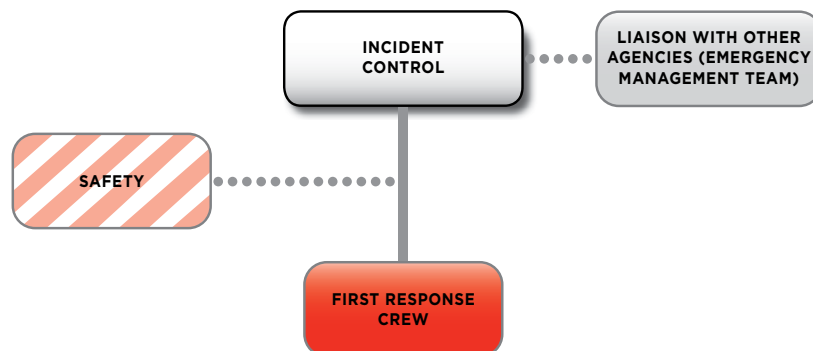 INCIDENT
CONTROL
LIAISON WITH OTHER
AGENCIES (EMERGENCY
MANAGEMENT TEAM)
SAFETY
FIRST RESPONSE
CREW